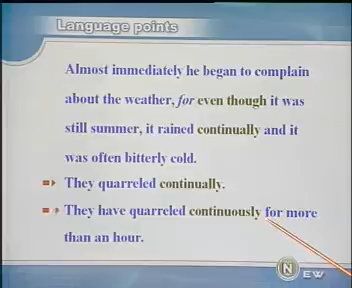 Language points
Almost immediately he began to complain
about the weather, for even though it was
still summer, it rained continually and it
was often bitterly cold.
They quarreled continually.
They have quarreled continuously for more
than an hour.
N EW